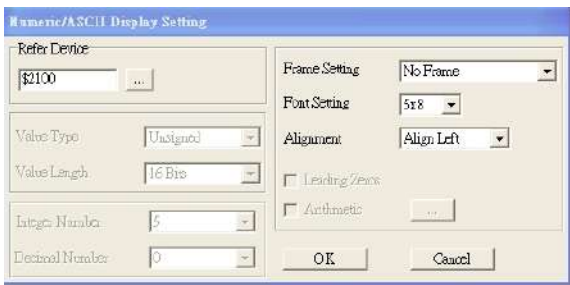 Numeric/ASCII Display Setting
Refer Device
$2100
...
Value Type
Unsigned
Value Length
16 Bits
Integer Number
5
Decimal Number
0
Frame Setting
No Frame
Font Setting
5x8
Alignment
Align Left
Leading Zeros
Arithmetic
...
OK
Cancel